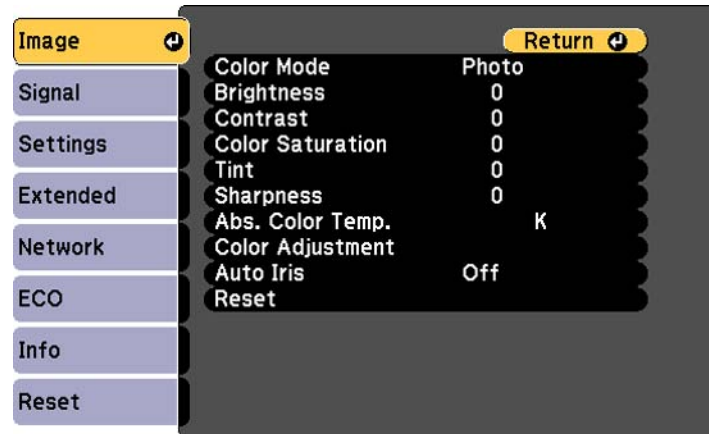 Image
Signal
Settings
Extended
Network
ECO
Info
Reset
Return
Color Mode Photo
Brightness 0
Contrast 0
Color Saturation 0
Tint 0
Sharpness 0
Abs. Color Temp. K
Color Adjustment
Auto Iris Off
Reset